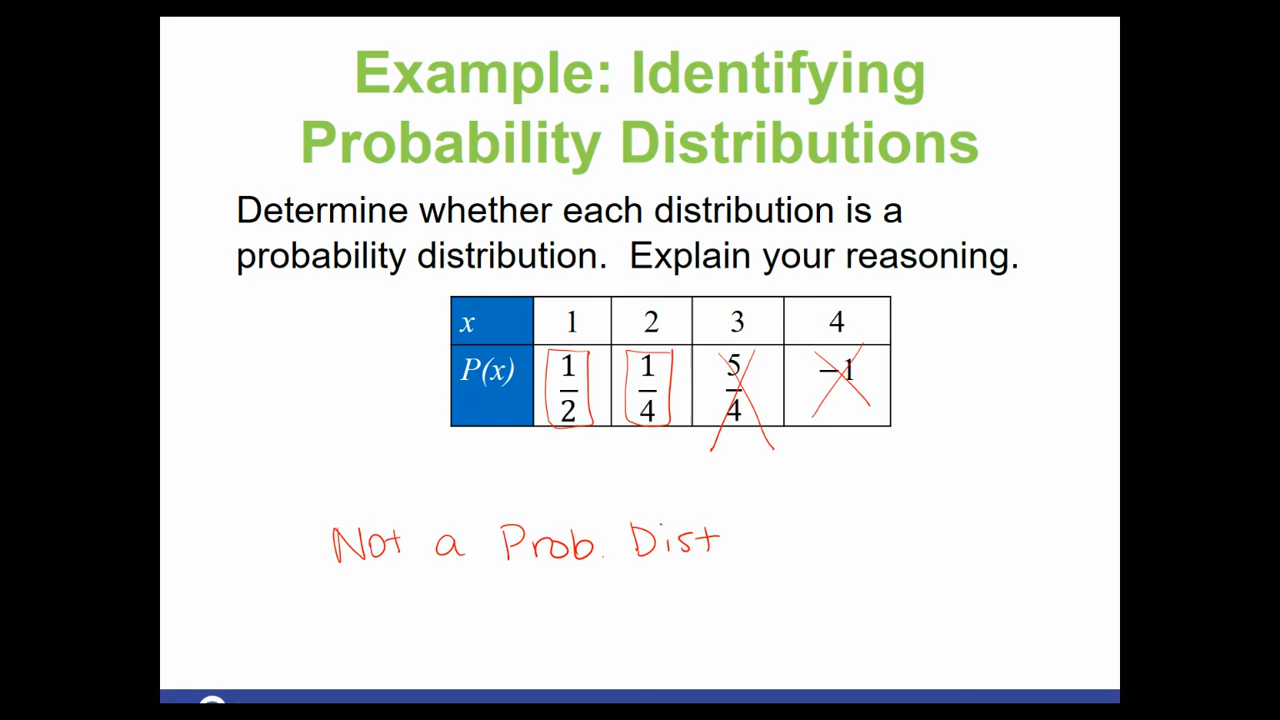 Example: Identifying
Probability Distributions
Determine whether each distribution is a
probability distribution.  Explain your reasoning.
x 1 2 3 4
P(x) 1/2 1/4 5/4 −1
Not a Prob. Dist